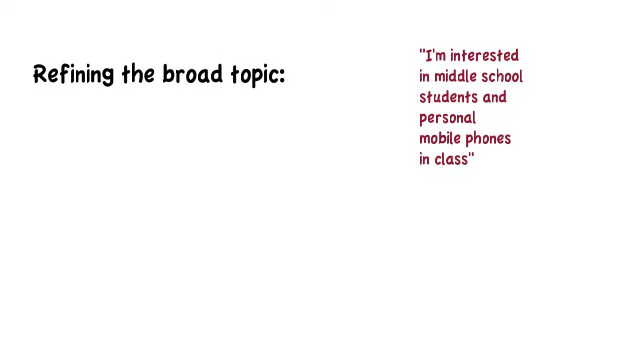 Refining the broad topic:
"I'm interested
in middle school
students and
personal
mobile phones
in class"